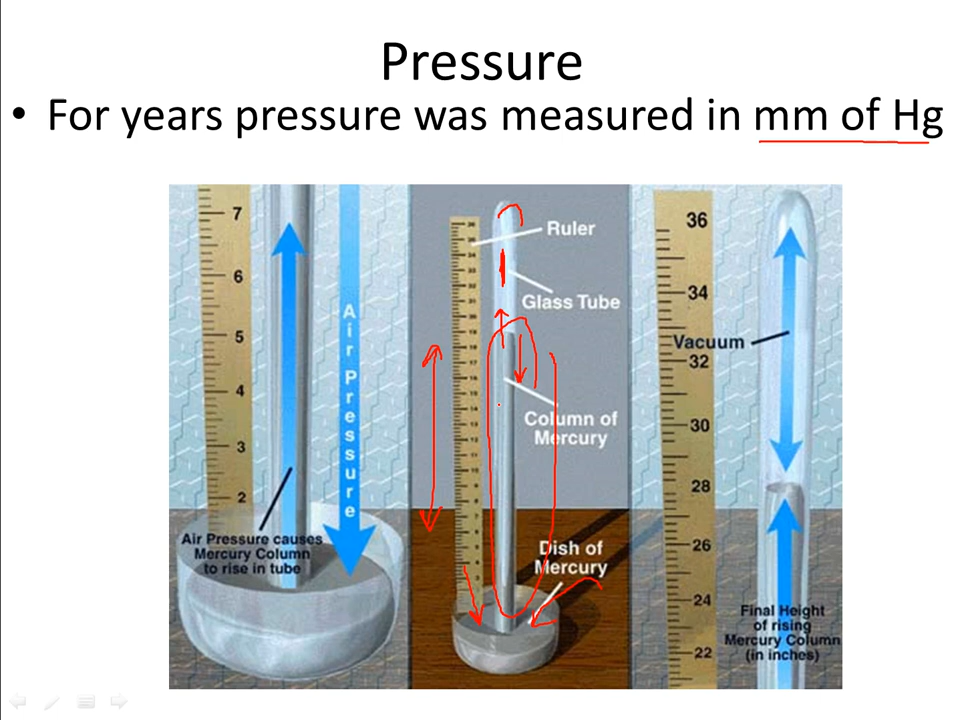 Pressure
• For years pressure was measured in mm of Hg
7
6
5
4
3
2
Air Pressure
Air Pressure causes
Mercury Column
to rise in tube
Ruler
Glass Tube
Column of
Mercury
Dish of
Mercury
36
34
32
30
28
26
24
22
Vacuum
Final Height
of rising
Mercury Column
(in inches)